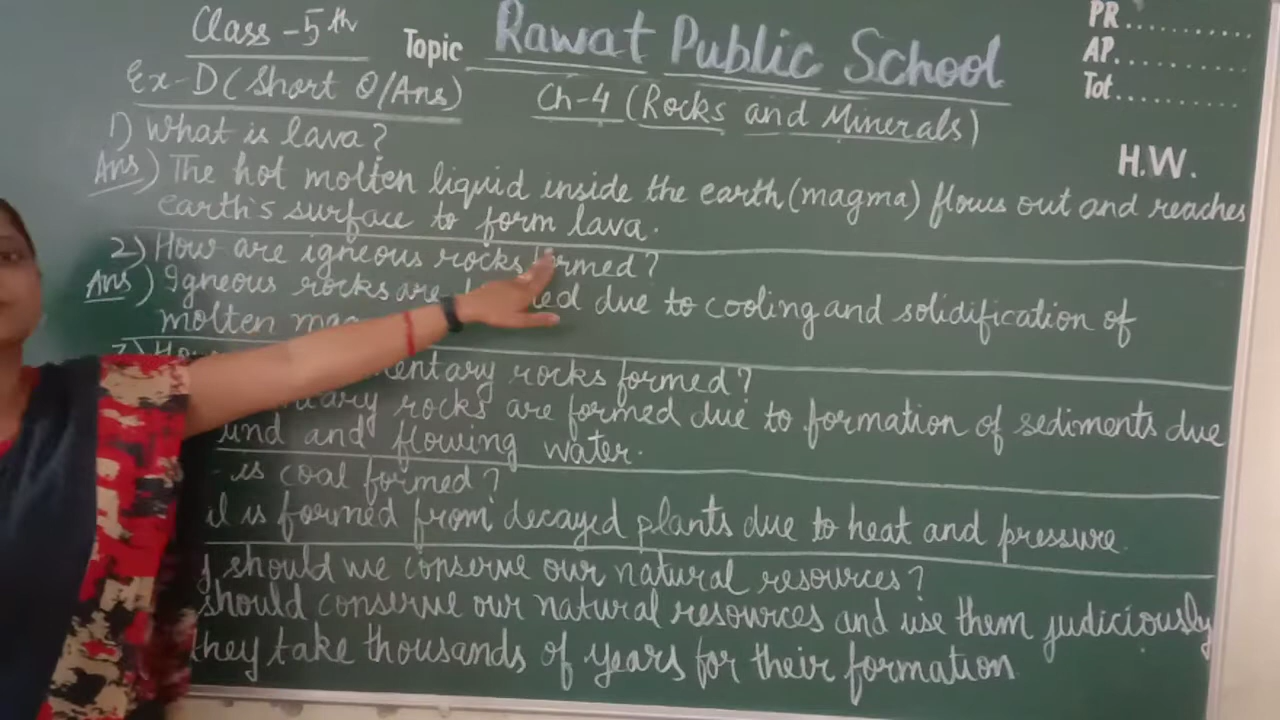 Class - 5th
Topic
Rawat Public School
PR..........
AP..........
Tot..........
Ex-D (Short Q/Ans)
Ch-4 (Rocks and Minerals)
H.W.
1) What is lava?
Ans) The hot molten liquid inside the earth (magma) flows out and reaches
earth's surface to form lava.
2) How are igneous rocks formed?
Ans) Igneous rocks are due to cooling and solidification of
molten
rocks formed?
rocks are formed due to formation of sediments due
and flowing water.
is coal formed?
is formed from decayed plants due to heat and pressure.
should we conserve our natural resources?
should conserve our natural resources and use them judiciously
they take thousands of years for their formation